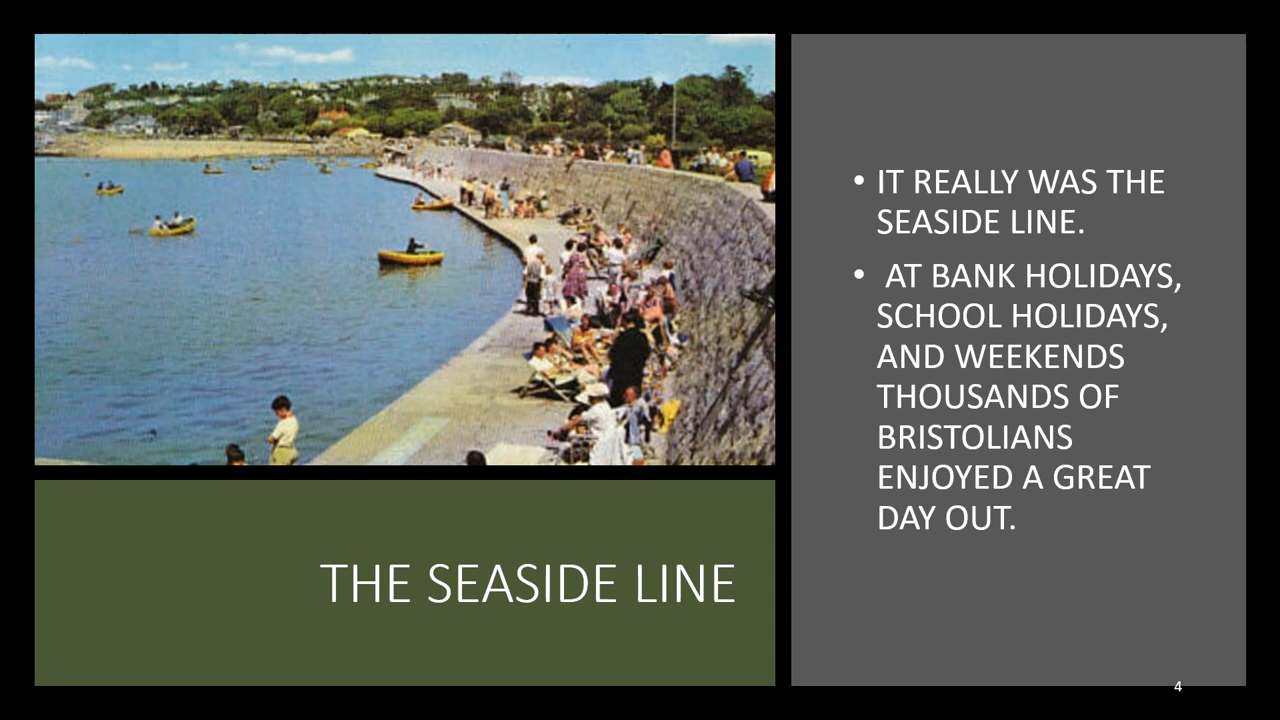 THE SEASIDE LINE
• IT REALLY WAS THE
SEASIDE LINE.
• AT BANK HOLIDAYS,
SCHOOL HOLIDAYS,
AND WEEKENDS
THOUSANDS OF
BRISTOLIANS
ENJOYED A GREAT
DAY OUT.
4